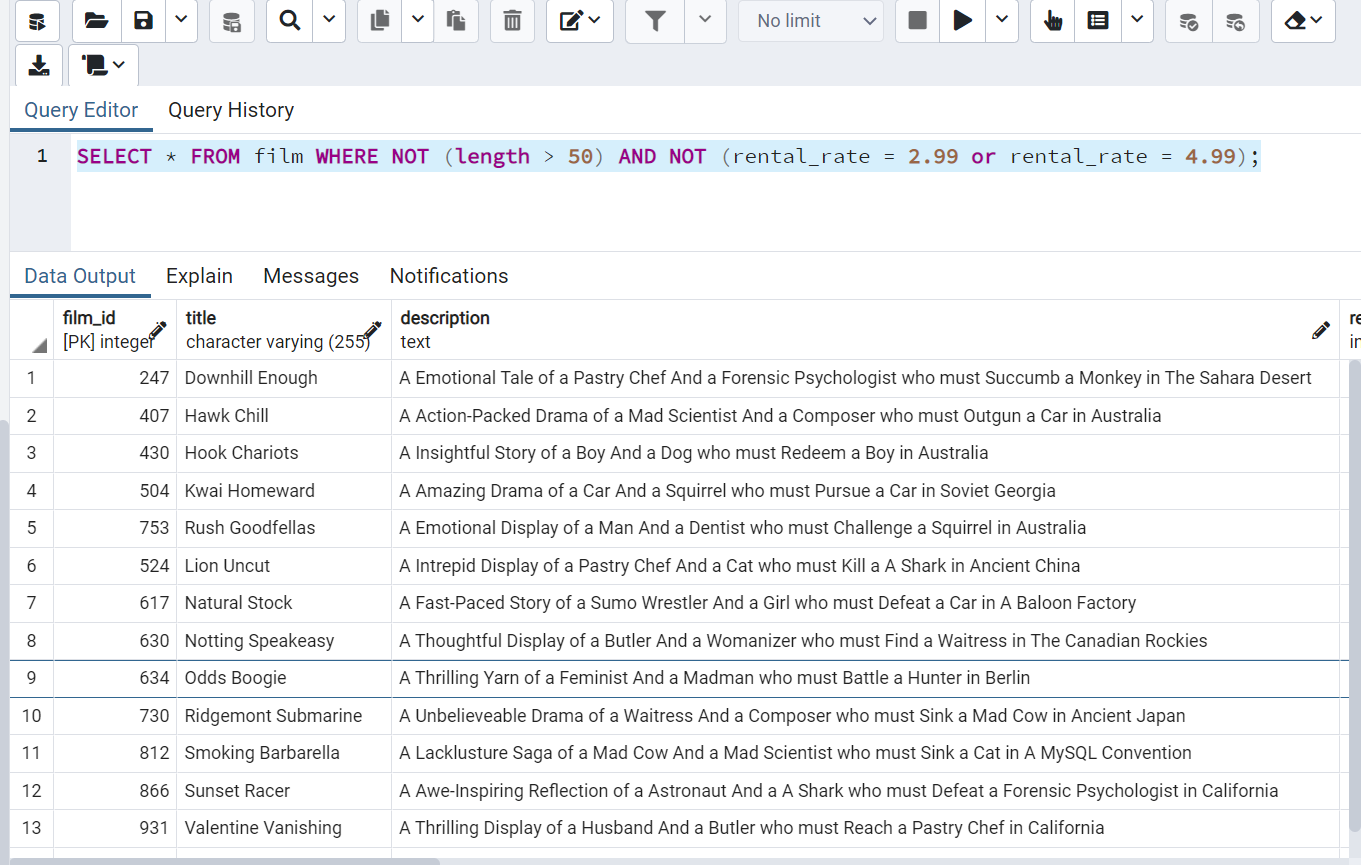 No limit
Query Editor Query History
1 SELECT * FROM film WHERE NOT (length > 50) AND NOT (rental_rate = 2.99 or rental_rate = 4.99);
Data Output Explain Messages Notifications
film_id title description re
[PK] integer character varying (255) text in
1 247 Downhill Enough A Emotional Tale of a Pastry Chef And a Forensic Psychologist who must Succumb a Monkey in The Sahara Desert
2 407 Hawk Chill A Action-Packed Drama of a Mad Scientist And a Composer who must Outgun a Car in Australia
3 430 Hook Chariots A Insightful Story of a Boy And a Dog who must Redeem a Boy in Australia
4 504 Kwai Homeward A Amazing Drama of a Car And a Squirrel who must Pursue a Car in Soviet Georgia
5 753 Rush Goodfellas A Emotional Display of a Man And a Dentist who must Challenge a Squirrel in Australia
6 524 Lion Uncut A Intrepid Display of a Pastry Chef And a Cat who must Kill a A Shark in Ancient China
7 617 Natural Stock A Fast-Paced Story of a Sumo Wrestler And a Girl who must Defeat a Car in A Baloon Factory
8 630 Notting Speakeasy A Thoughtful Display of a Butler And a Womanizer who must Find a Waitress in The Canadian Rockies
9 634 Odds Boogie A Thrilling Yarn of a Feminist And a Madman who must Battle a Hunter in Berlin
10 730 Ridgemont Submarine A Unbelieveable Drama of a Waitress And a Composer who must Sink a Mad Cow in Ancient Japan
11 812 Smoking Barbarella A Lacklusture Saga of a Mad Cow And a Mad Scientist who must Sink a Cat in A MySQL Convention
12 866 Sunset Racer A Awe-Inspiring Reflection of a Astronaut And a A Shark who must Defeat a Forensic Psychologist in California
13 931 Valentine Vanishing A Thrilling Display of a Husband And a Butler who must Reach a Pastry Chef in California